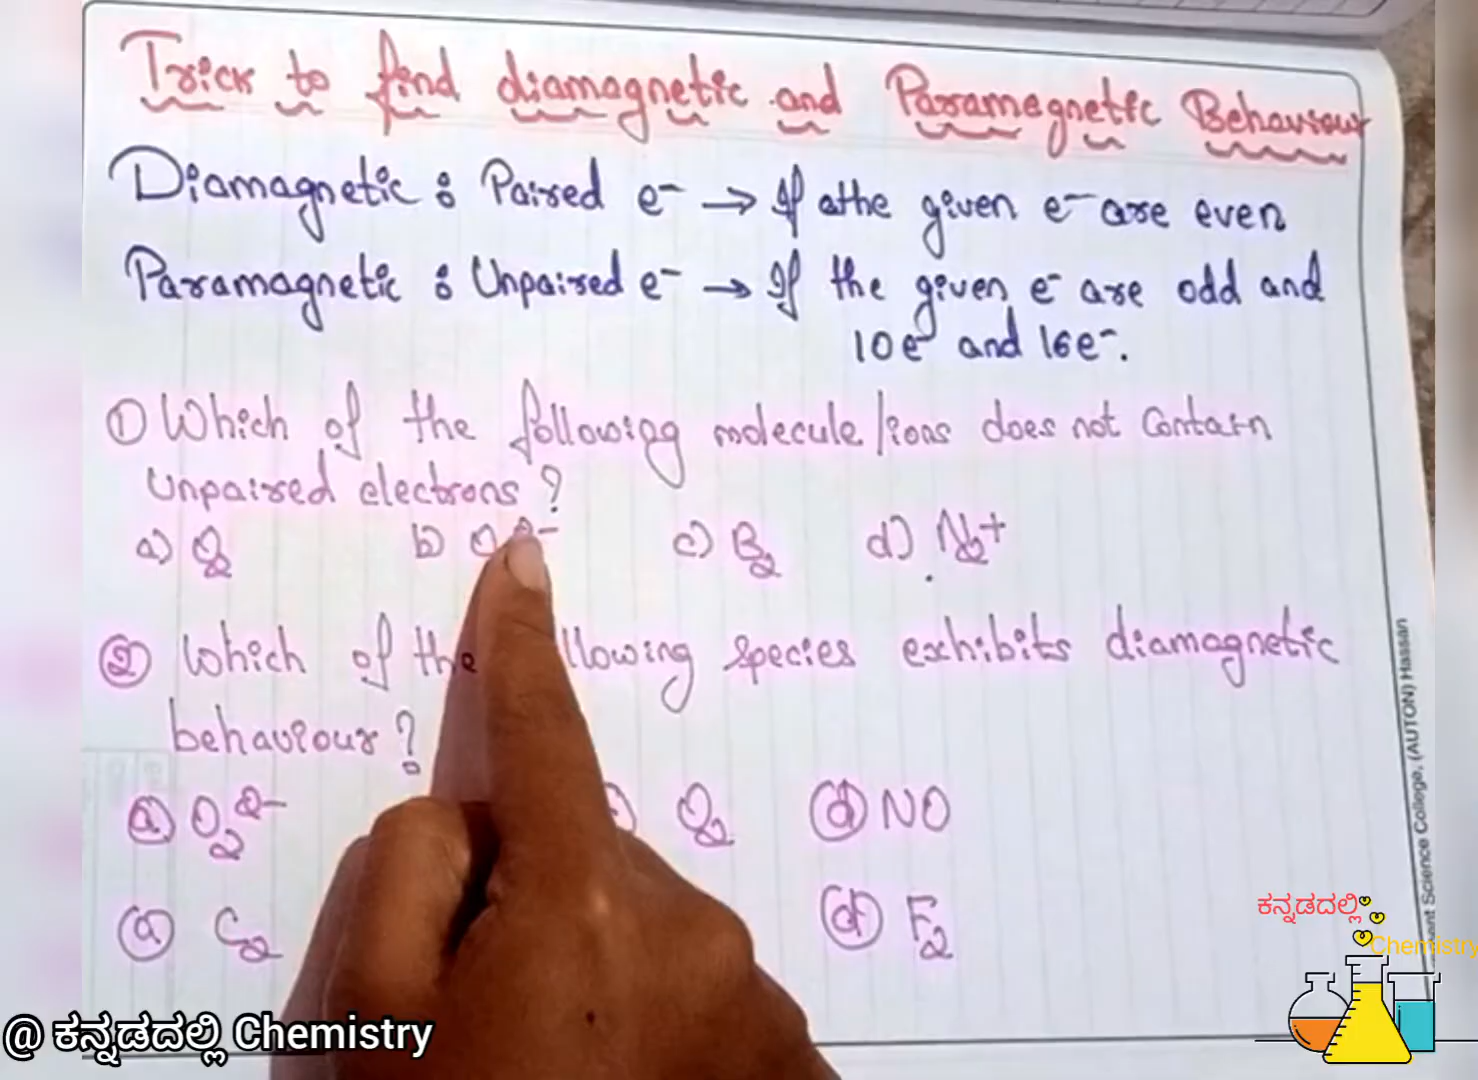 Trick to find diamagnetic and Paramagnetic Behaviour
Diamagnetic : Paired e⁻ → If the given e⁻ are even
Paramagnetic : Unpaired e⁻ → If the given e⁻ are odd and
10e⁻ and 16e⁻.
① Which of the following molecule/ions does not contain
Unpaired electrons ?
a) O₂ b) c) B₂ d) N₂⁺
② Which of the llowing species exhibits diamagnetic
behaviour ?
ⓐ O₂²⁻ O₂ ⓓ NO
ⓐ C₂ ⓓ F₂
ent Science College, (AUTON) Hassan
ಕನ್ನಡದಲ್ಲಿ
Chemistry
@ ಕನ್ನಡದಲ್ಲಿ Chemistry